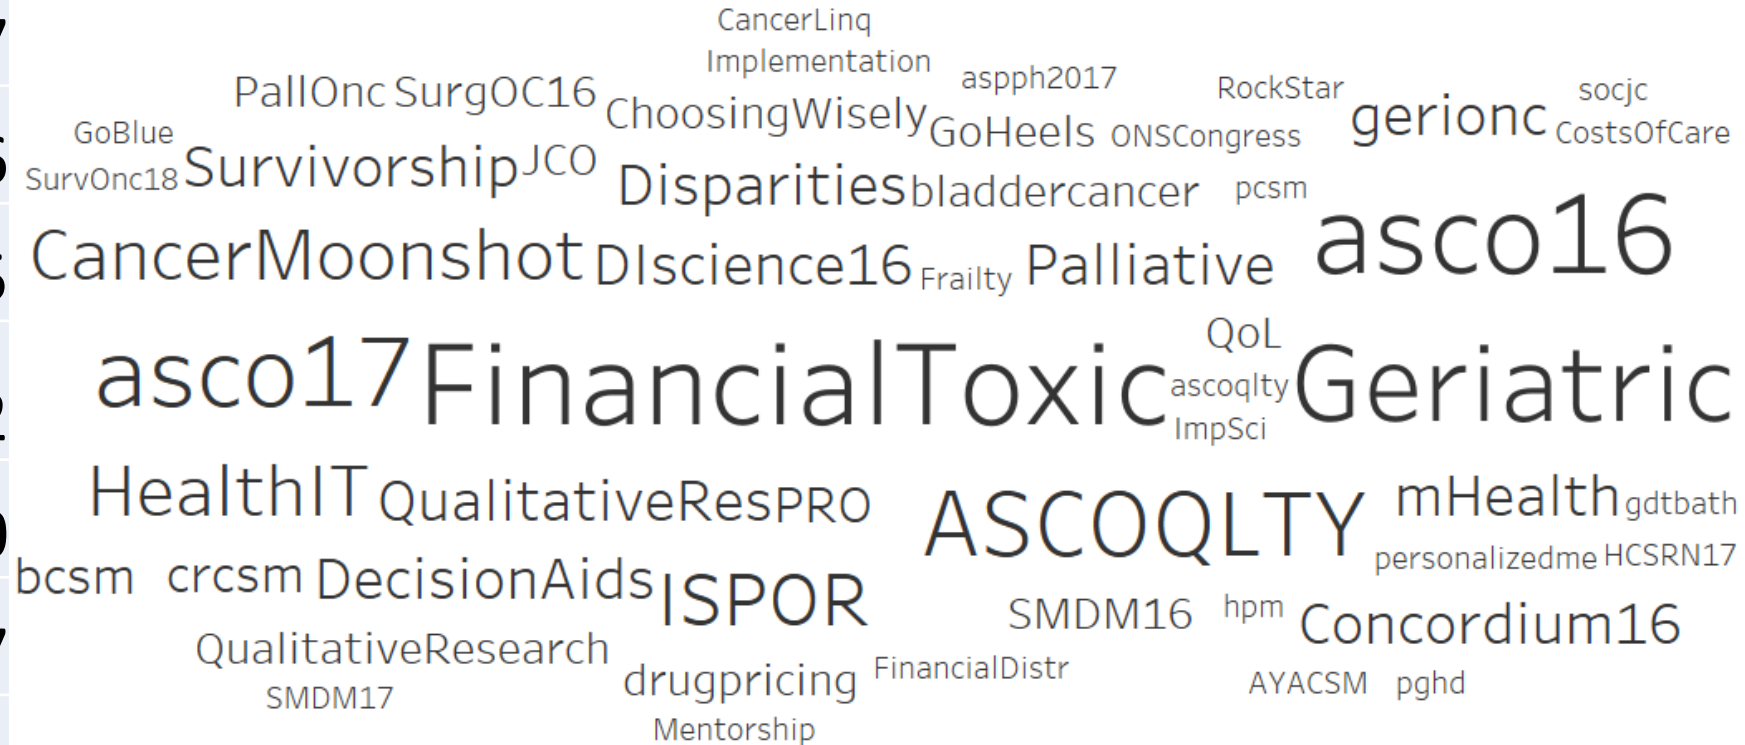 CancerLinq
Implementation
PallOnc SurgOC16 ChoosingWisely aspph2017 RockStar gerionc socjc
GoBlue GoHeels ONSCongress CostsOfCare
SurvOnc18 Survivorship JCO Disparities bladdercancer pcsm asco16
CancerMoonshot DIscience16 Frailty Palliative
asco17 FinancialToxic QoL Geriatric
ascoqlty
ImpSci
HealthIT QualitativeRes PRO ASCOQLTY mHealth gdtbath
personalizedme HCSRN17
bcsm crcsm DecisionAids ISPOR SMDM16 hpm Concordium16
QualitativeResearch drugpricing FinancialDistr AYACSM pghd
SMDM17
Mentorship